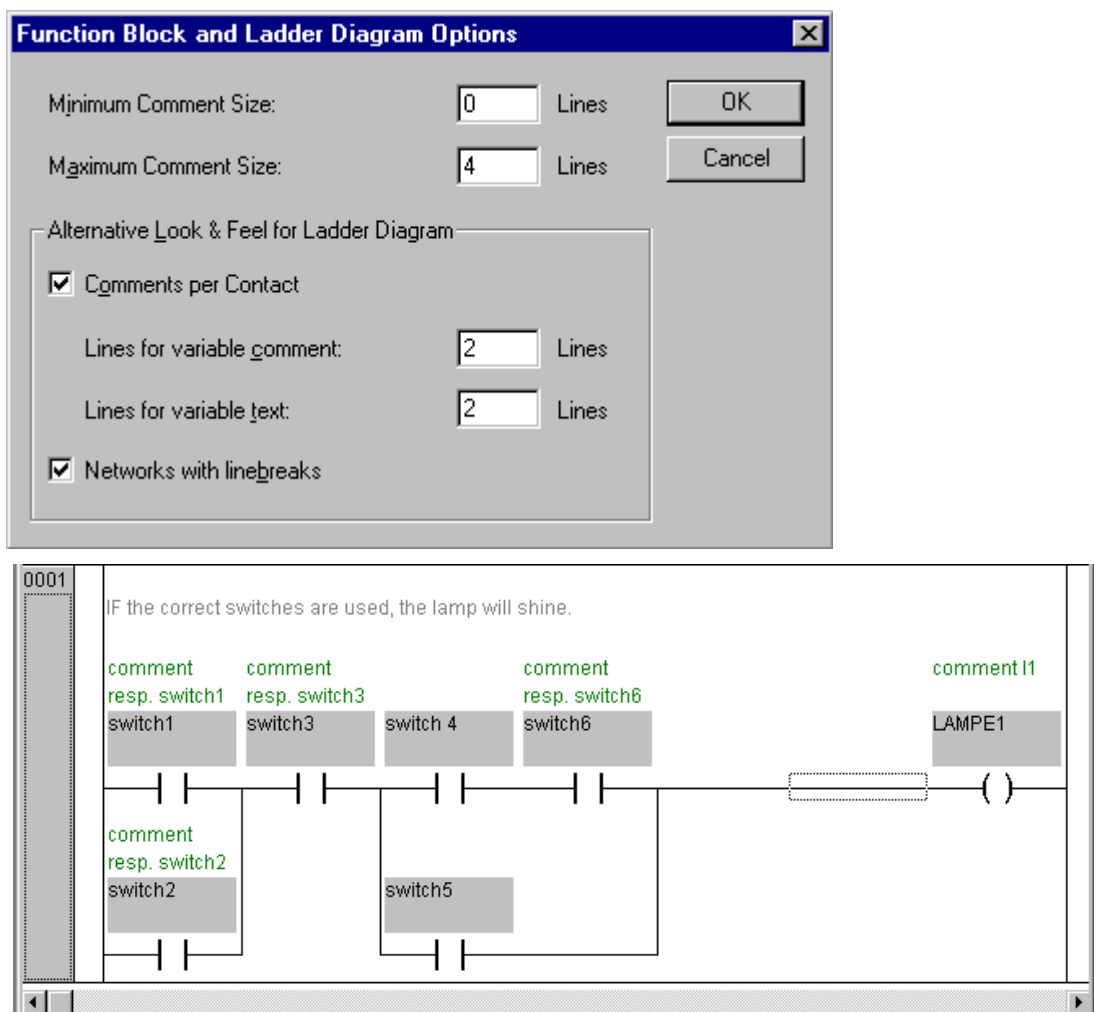 Function Block and Ladder Diagram Options
Minimum Comment Size: 0 Lines OK
Maximum Comment Size: 4 Lines Cancel
Alternative Look & Feel for Ladder Diagram
Comments per Contact
Lines for variable comment: 2 Lines
Lines for variable text: 2 Lines
Networks with linebreaks
0001
IF the correct switches are used, the lamp will shine.
comment comment comment comment l1
resp. switch1 resp. switch3 resp. switch6
switch1 switch3 switch 4 switch6 LAMPE1
comment
resp. switch2
switch2 switch5